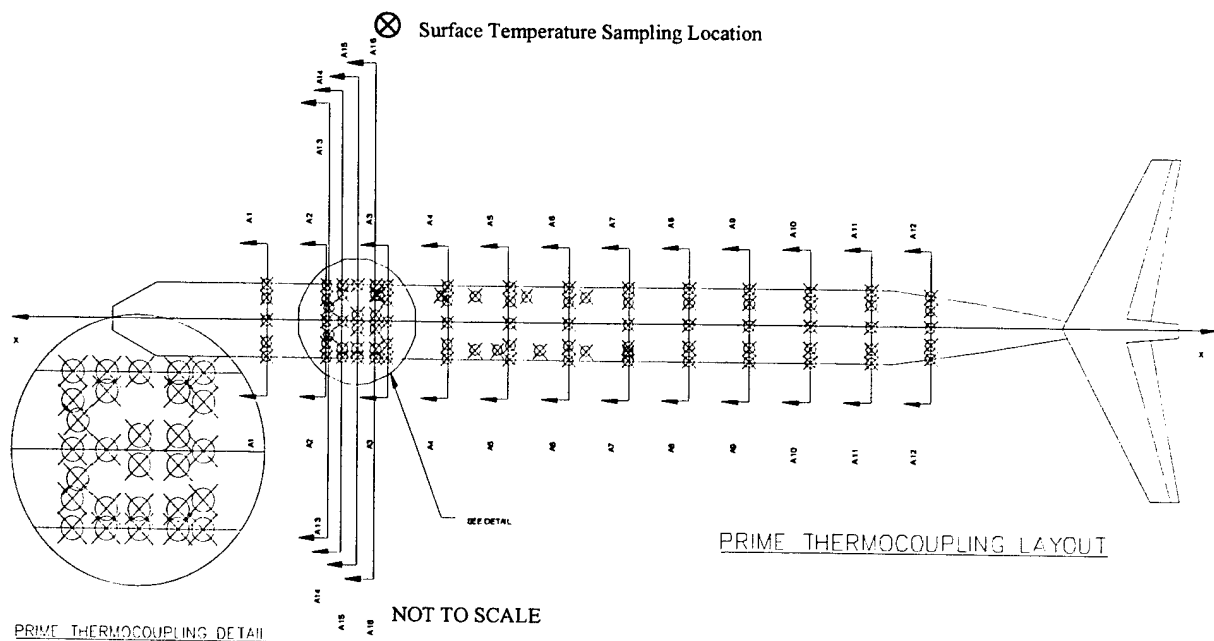 Surface Temperature Sampling Location
A16
A15
A14
A13
A1
A2
A3
A4
A5
A6
A7
A8
A9
A10
A11
A12
X
X
A1
A2
A3
A4
A5
A6
A7
A8
A9
A10
A11
A12
A13
SEE DETAIL
PRIME THERMOCOUPLING LAYOUT
A14
A15
A16
NOT TO SCALE
PRIME THERMOCOUPLING DETAIL